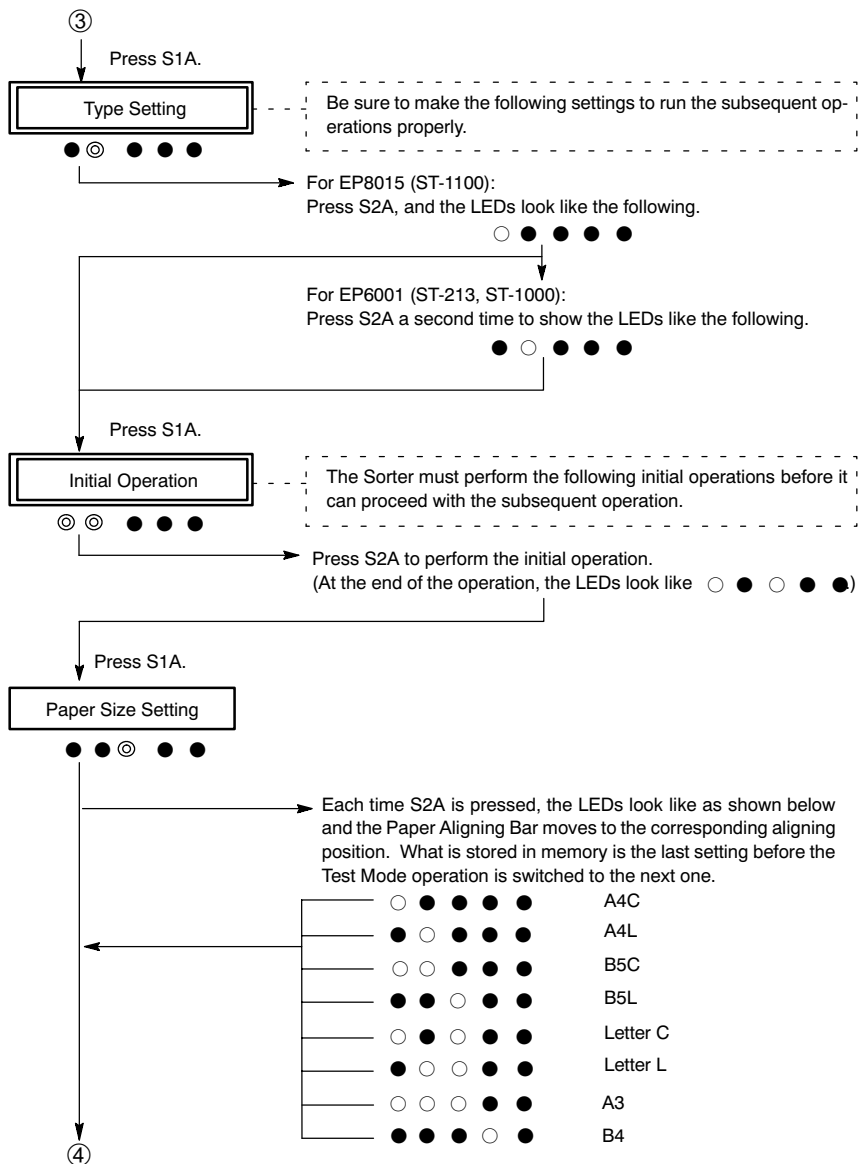 ③
Press S1A.
Type Setting
Be sure to make the following settings to run the subsequent op-
erations properly.
For EP8015 (ST-1100):
Press S2A, and the LEDs look like the following.
For EP6001 (ST-213, ST-1000):
Press S2A a second time to show the LEDs like the following.
Press S1A.
Initial Operation
The Sorter must perform the following initial operations before it
can proceed with the subsequent operation.
Press S2A to perform the initial operation.
(At the end of the operation, the LEDs look like ○ ● ○ ● ●.)
Press S1A.
Paper Size Setting
Each time S2A is pressed, the LEDs look like as shown below
and the Paper Aligning Bar moves to the corresponding aligning
position. What is stored in memory is the last setting before the
Test Mode operation is switched to the next one.
A4C
A4L
B5C
B5L
Letter C
Letter L
A3
B4
④